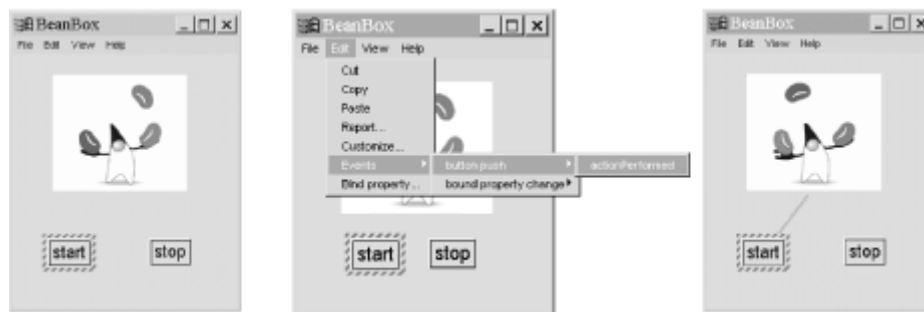 BeanBox
File Edit View Help
start stop
BeanBox
File Edit View Help
Cut
Copy
Paste
Report...
Customize...
Events button push actionPerformed
Bind property... bound property change
start stop
BeanBox
File Edit View Help
start stop